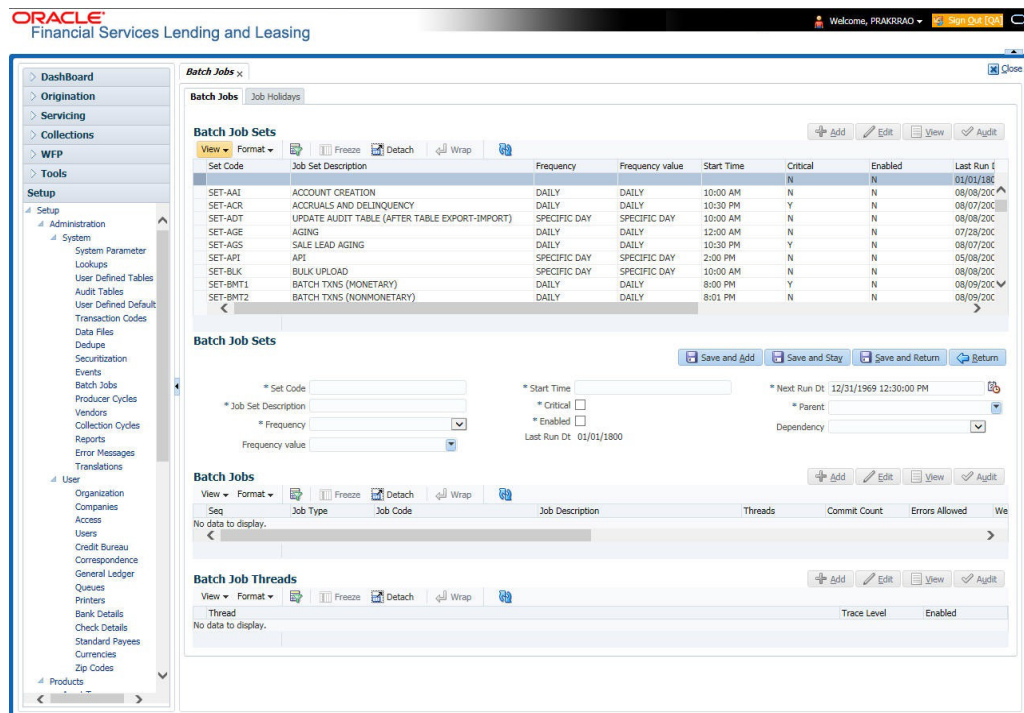 ORACLE
Financial Services Lending and Leasing
Welcome, PRAKRRAO
Sign Out [QA]
Close
DashBoard
Origination
Servicing
Collections
WFP
Tools
Setup
Setup
Administration
System
System Parameter
Lookups
User Defined Tables
Audit Tables
User Defined Default
Transaction Codes
Data Files
Dedupe
Securitization
Events
Batch Jobs
Producer Cycles
Vendors
Collection Cycles
Reports
Error Messages
Translations
User
Organization
Companies
Access
Users
Credit Bureau
Correspondence
General Ledger
Queues
Printers
Bank Details
Check Details
Standard Payees
Currencies
Zip Codes
Products
Batch Jobs x
Batch Jobs Job Holidays
Batch Job Sets
Add Edit View Audit
View Format Freeze Detach Wrap
Set Code Job Set Description Frequency Frequency value Start Time Critical Enabled Last Run
N N 01/01/180
SET-AAI ACCOUNT CREATION DAILY DAILY 10:00 AM N N 08/08/200
SET-ACR ACCRUALS AND DELINQUENCY DAILY DAILY 10:30 PM Y N 08/07/200
SET-ADT UPDATE AUDIT TABLE (AFTER TABLE EXPORT-IMPORT) SPECIFIC DAY SPECIFIC DAY 10:00 AM N N 08/08/200
SET-AGE AGING DAILY DAILY 12:00 AM N N 07/28/200
SET-AGS SALE LEAD AGING DAILY DAILY 10:30 PM Y N 08/07/200
SET-API API SPECIFIC DAY SPECIFIC DAY 2:00 PM N N 05/08/200
SET-BLK BULK UPLOAD SPECIFIC DAY SPECIFIC DAY 10:00 AM N N 08/08/200
SET-BMT1 BATCH TXNS (MONETARY) DAILY DAILY 8:00 PM Y N 08/09/200
SET-BMT2 BATCH TXNS (NONMONETARY) DAILY DAILY 8:01 PM N N 08/09/200
Batch Job Sets
Save and Add Save and Stay Save and Return Return
* Set Code * Start Time * Next Run Dt 12/31/1969 12:30:00 PM
* Job Set Description * Critical * Parent
* Frequency * Enabled Dependency
Frequency value Last Run Dt 01/01/1800
Batch Jobs
Add Edit View Audit
View Format Freeze Detach Wrap
Seq Job Type Job Code Job Description Threads Commit Count Errors Allowed We
No data to display.
Batch Job Threads
Add Edit View Audit
View Format Freeze Detach Wrap
Thread Trace Level Enabled
No data to display.